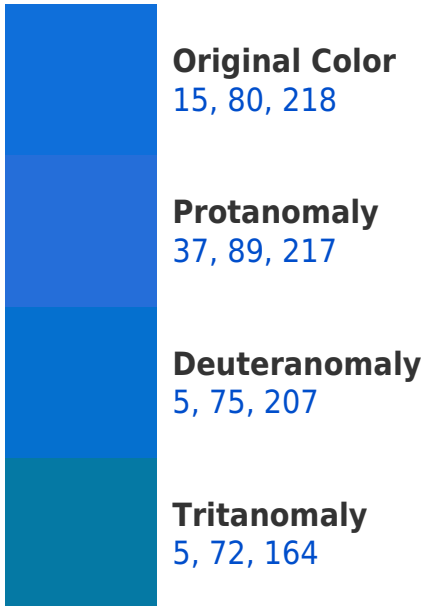 Original Color
15, 80, 218
Protanomaly
37, 89, 217
Deuteranomaly
5, 75, 207
Tritanomaly
5, 72, 164